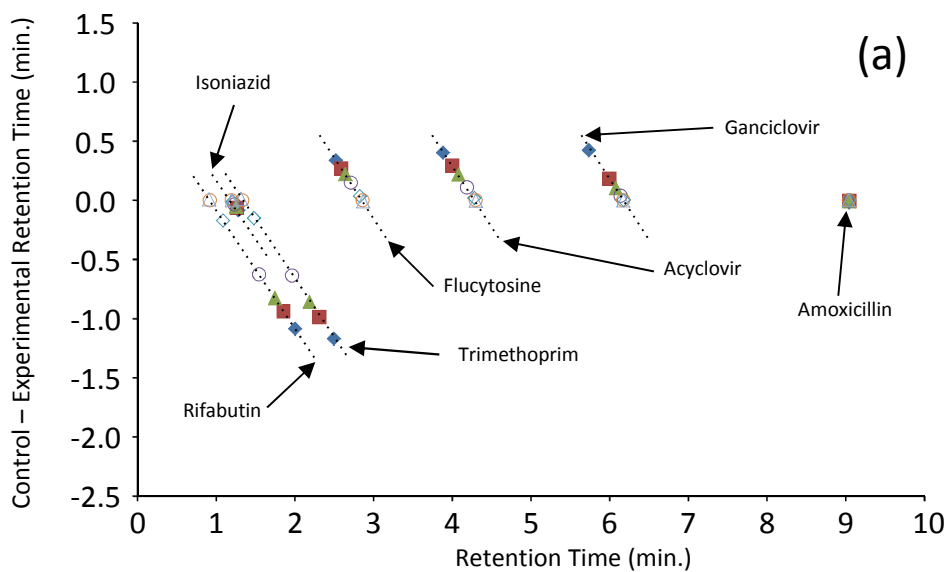 1.5
1.0
0.5
0.0
-0.5
-1.0
-1.5
-2.0
-2.5
Control – Experimental Retention Time (min.)
(a)
Isoniazid
Ganciclovir
Flucytosine
Acyclovir
Amoxicillin
Trimethoprim
Rifabutin
0 1 2 3 4 5 6 7 8 9 10
Retention Time (min.)